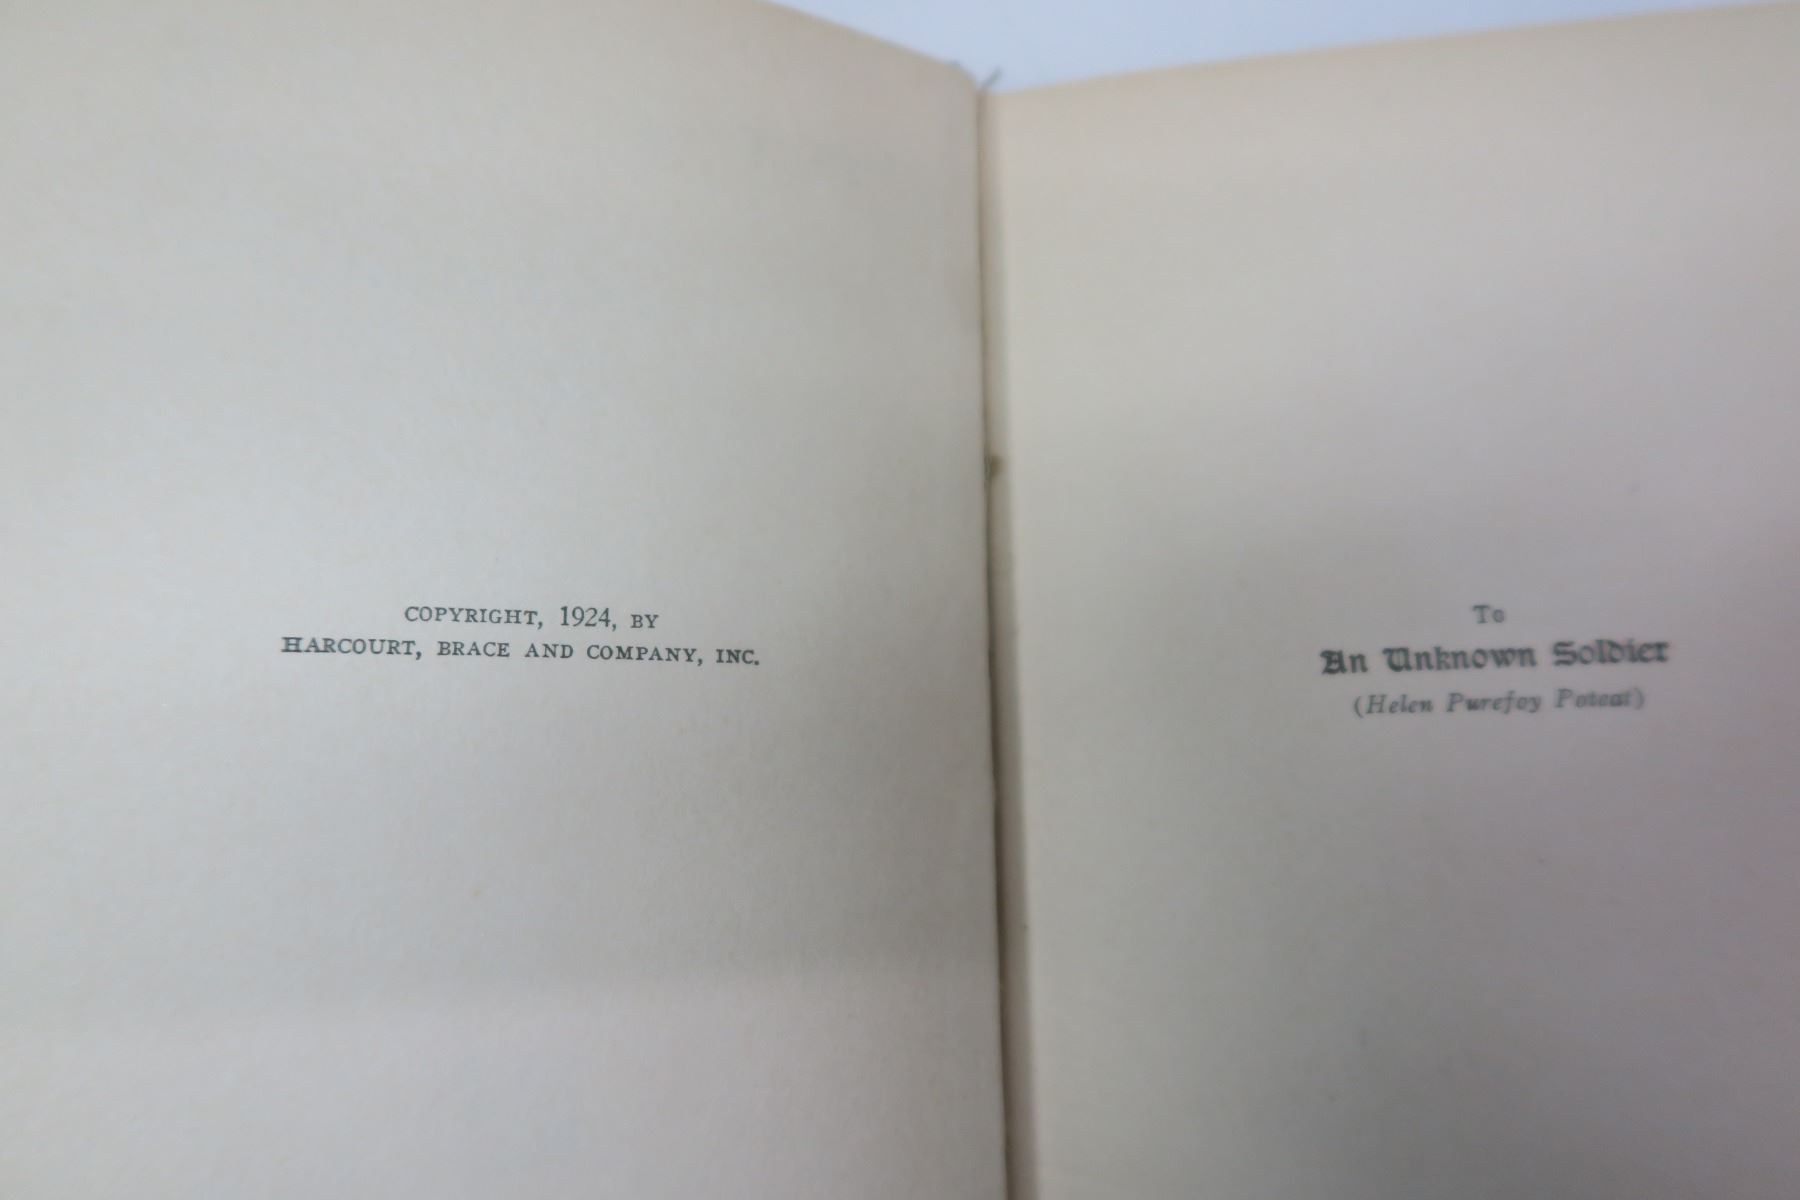 COPYRIGHT, 1924, BY
HARCOURT, BRACE AND COMPANY, INC.
To
An Unknown Soldier
(Helen Purefoy Poteat)